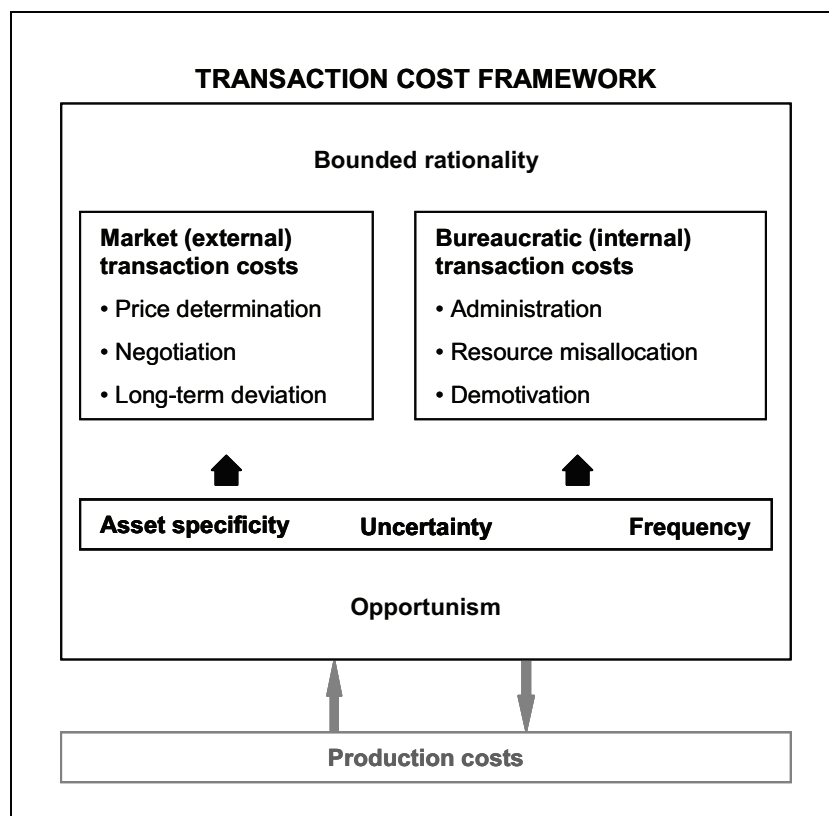 TRANSACTION COST FRAMEWORK
Bounded rationality
Market (external)
transaction costs
• Price determination
• Negotiation
• Long-term deviation
Bureaucratic (internal)
transaction costs
• Administration
• Resource misallocation
• Demotivation
Asset specificity Uncertainty Frequency
Opportunism
Production costs